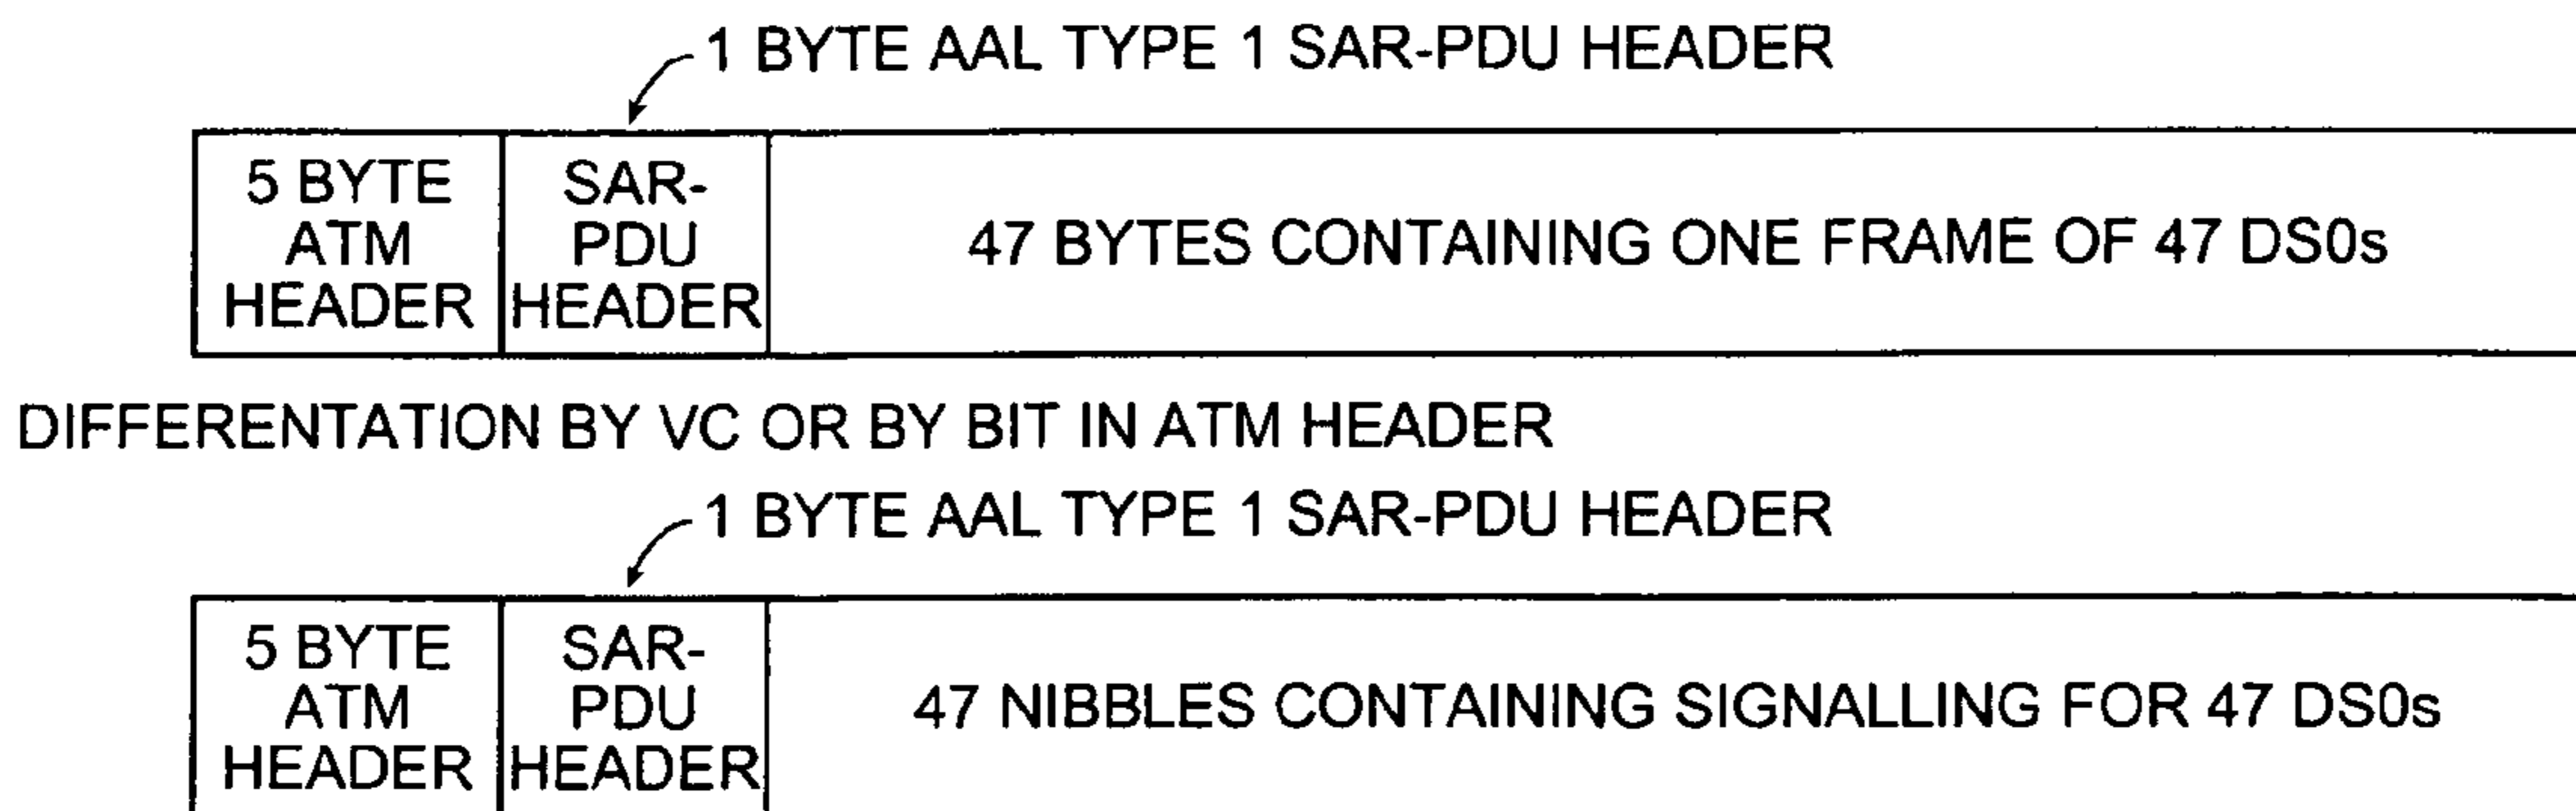 1 BYTE AAL TYPE 1 SAR-PDU HEADER
5 BYTE
ATM
HEADER
SAR-
PDU
HEADER
47 BYTES CONTAINING ONE FRAME OF 47 DS0s
DIFFERENTATION BY VC OR BY BIT IN ATM HEADER
1 BYTE AAL TYPE 1 SAR-PDU HEADER
5 BYTE
ATM
HEADER
SAR-
PDU
HEADER
47 NIBBLES CONTAINING SIGNALLING FOR 47 DS0s